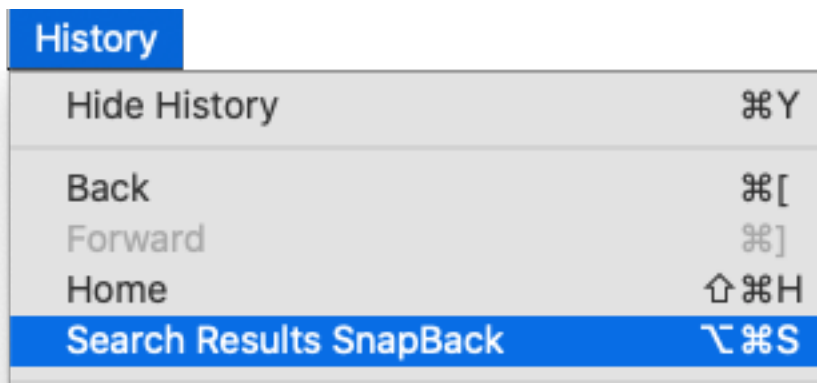 History
Hide History ⌘Y
Back ⌘[
Forward ⌘]
Home ⇧⌘H
Search Results SnapBack ⌥⌘S